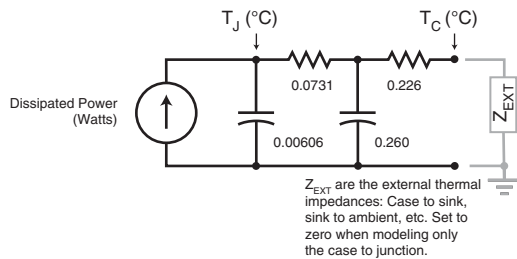 T_J (°C)
T_C (°C)
Dissipated Power
(Watts)
0.0731
0.226
0.00606
0.260
Z_EXT
Z_EXT are the external thermal
impedances: Case to sink,
sink to ambient, etc. Set to
zero when modeling only
the case to junction.